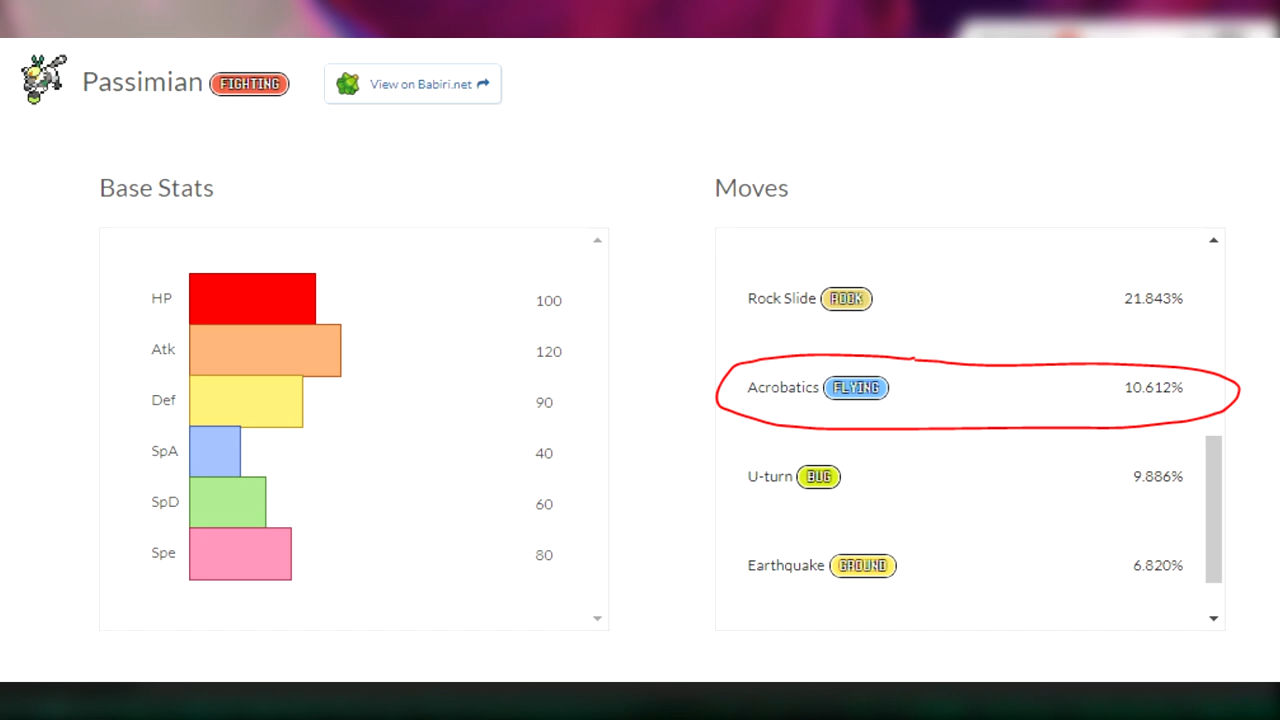 Passimian FIGHTING View on Babiri.net
Base Stats
HP 100
Atk 120
Def 90
SpA 40
SpD 60
Spe 80
Moves
Rock Slide ROCK 21.843%
Acrobatics FLYING 10.612%
U-turn BUG 9.886%
Earthquake GROUND 6.820%